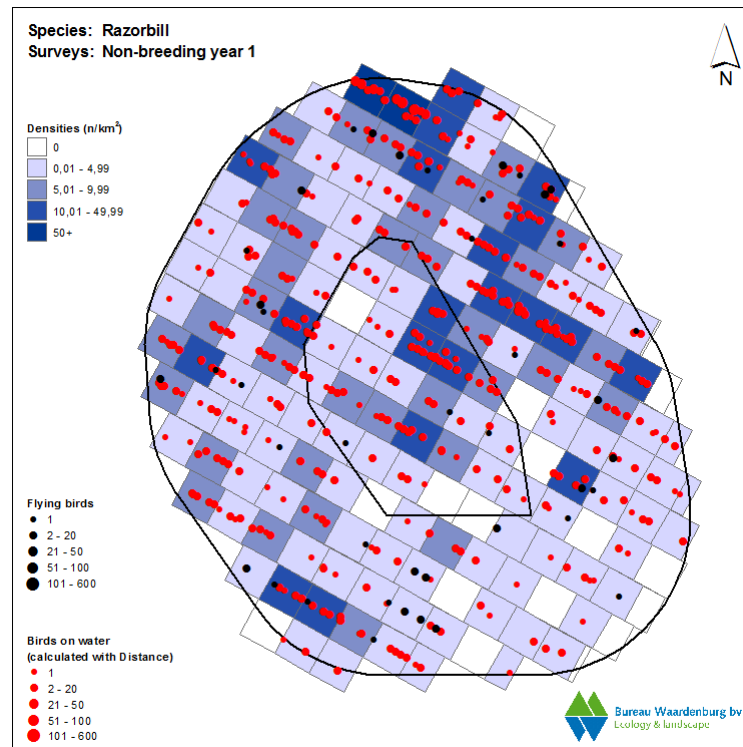 Species: Razorbill
Surveys: Non-breeding year 1
N
Densities (n/km²)
0
0,01 - 4,99
5,01 - 9,99
10,01 - 49,99
50+
Flying birds
1
2 - 20
21 - 50
51 - 100
101 - 600
Birds on water
(calculated with Distance)
1
2 - 20
21 - 50
51 - 100
101 - 600
Bureau Waardenburg bv
Ecology & landscape